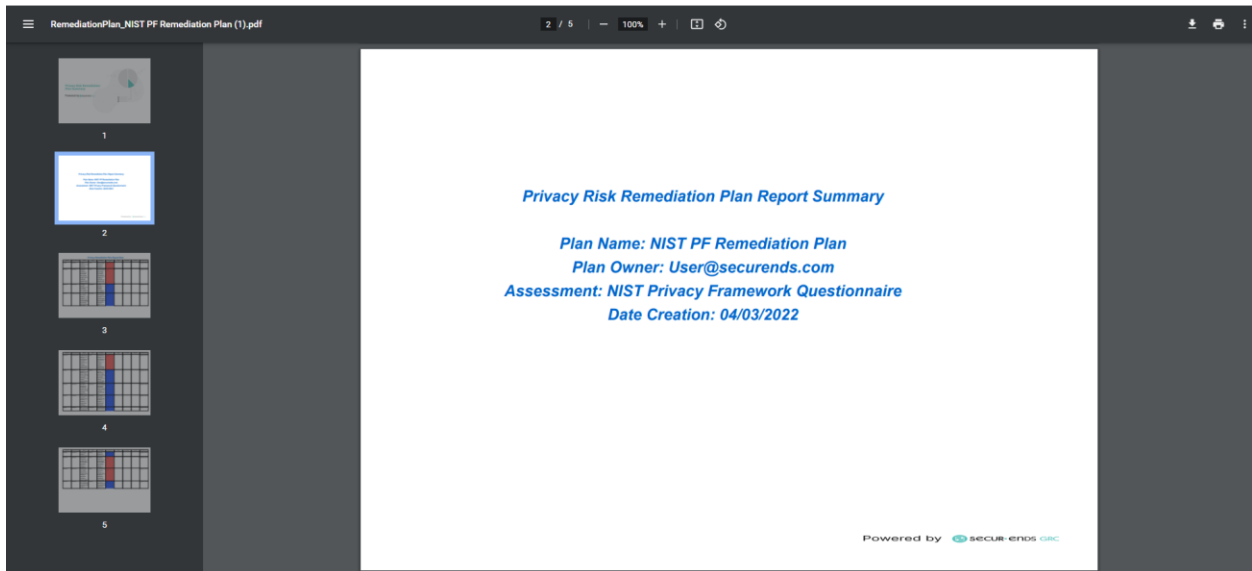 RemediationPlan_NIST PF Remediation Plan (1).pdf
2 / 5
100%
1
2
3
4
5
Privacy Risk Remediation Plan Report Summary
Plan Name: NIST PF Remediation Plan
Plan Owner: User@securends.com
Assessment: NIST Privacy Framework Questionnaire
Date Creation: 04/03/2022
Powered by SECUR-ENDS GRC